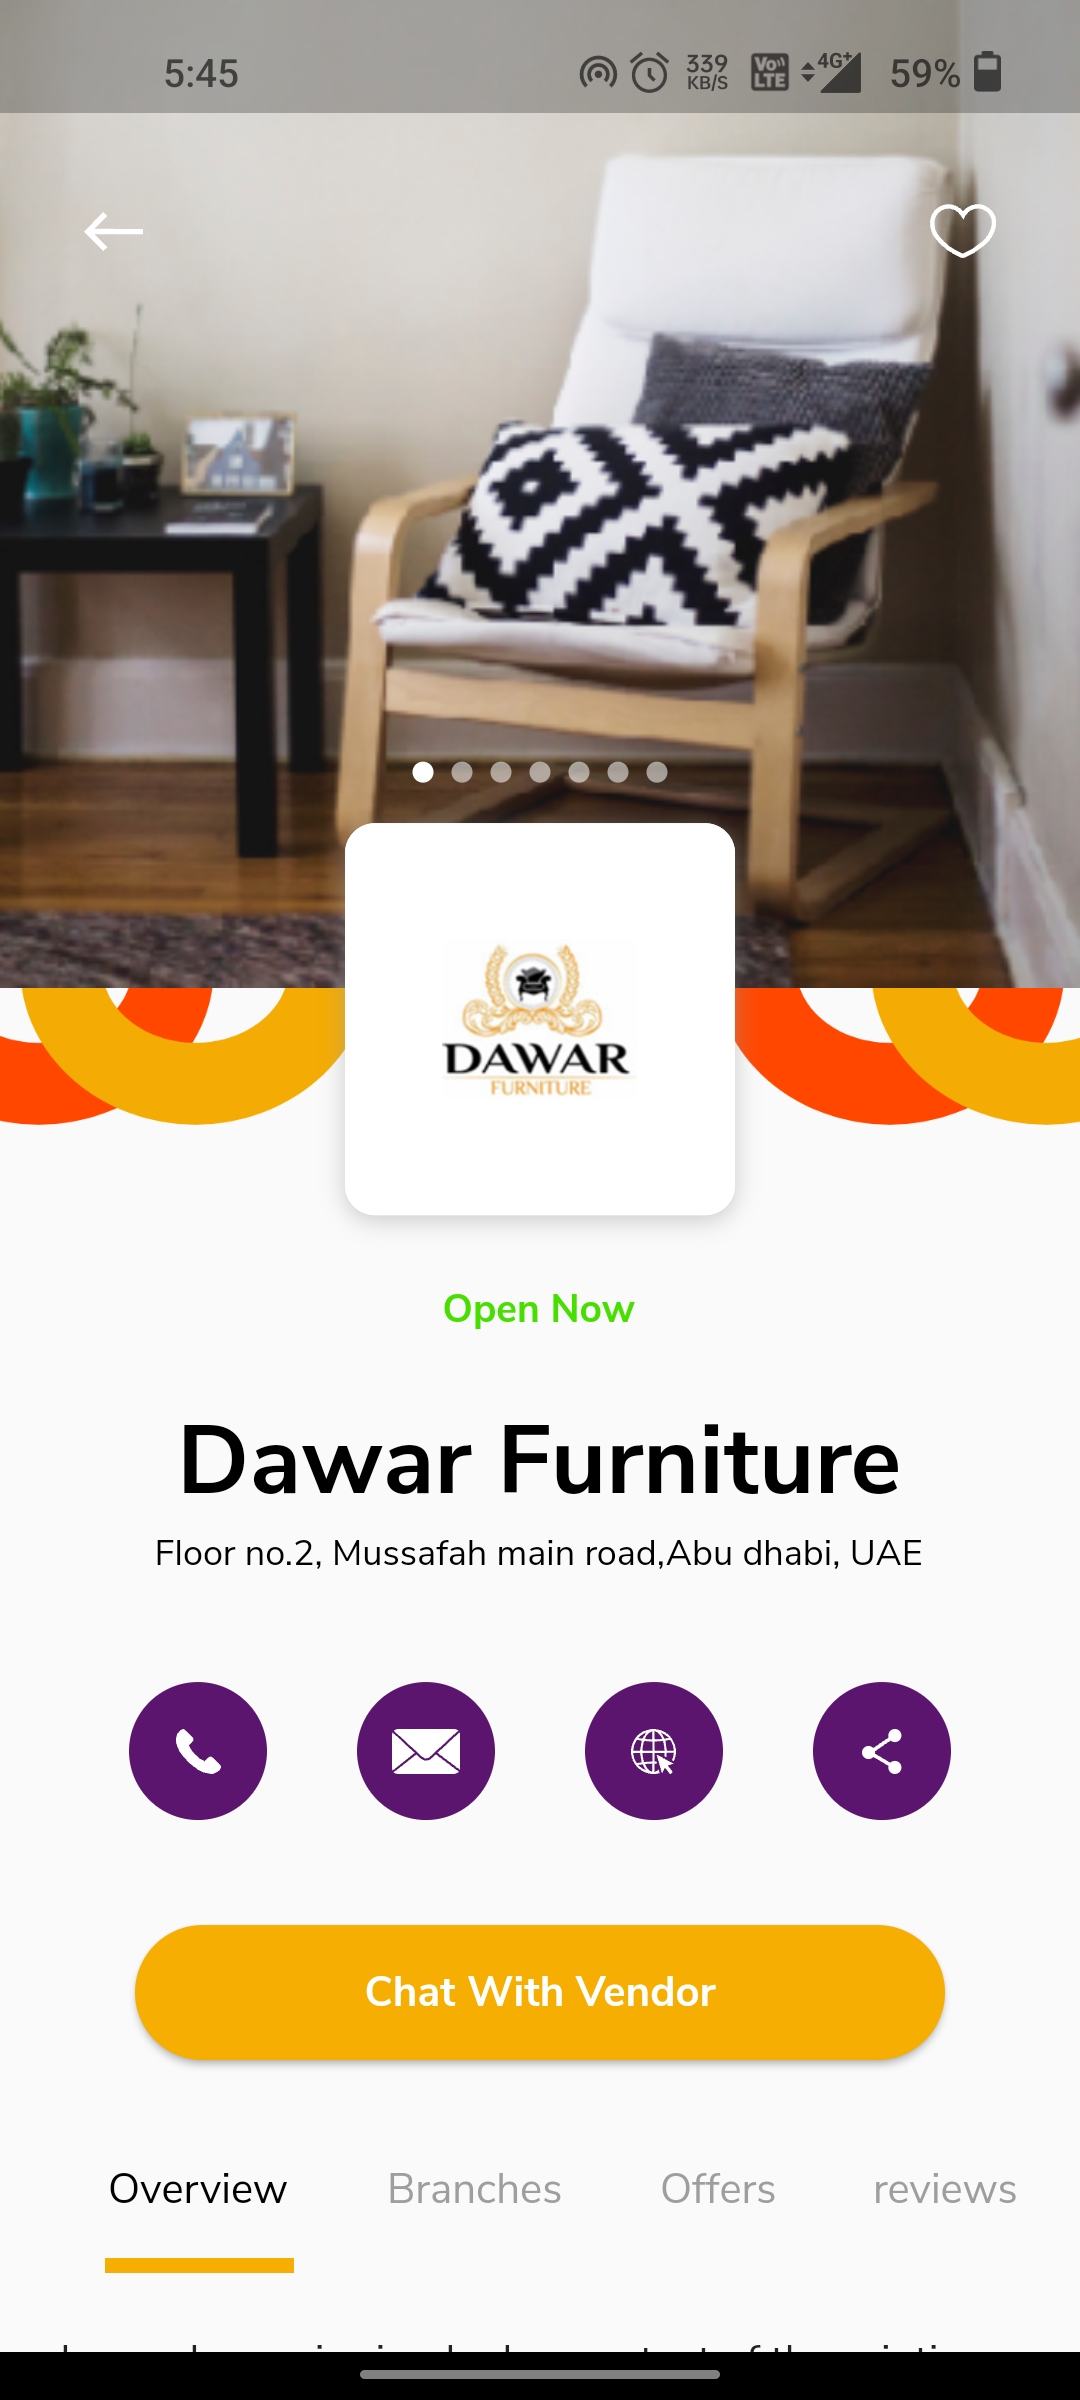 5:45
339
KB/S
Vo))
LTE
4G+
59%
DAWAR
FURNITURE
Open Now
Dawar Furniture
Floor no.2, Mussafah main road,Abu dhabi, UAE
Chat With Vendor
Overview Branches Offers reviews